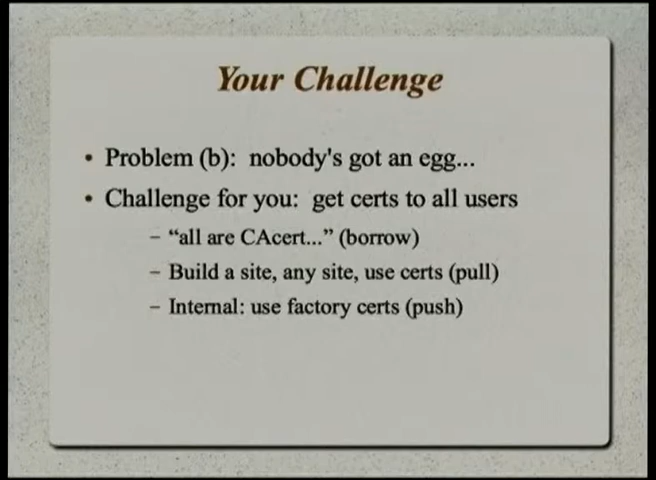 Your Challenge
• Problem (b): nobody's got an egg...
• Challenge for you: get certs to all users
– “all are CAcert...” (borrow)
– Build a site, any site, use certs (pull)
– Internal: use factory certs (push)